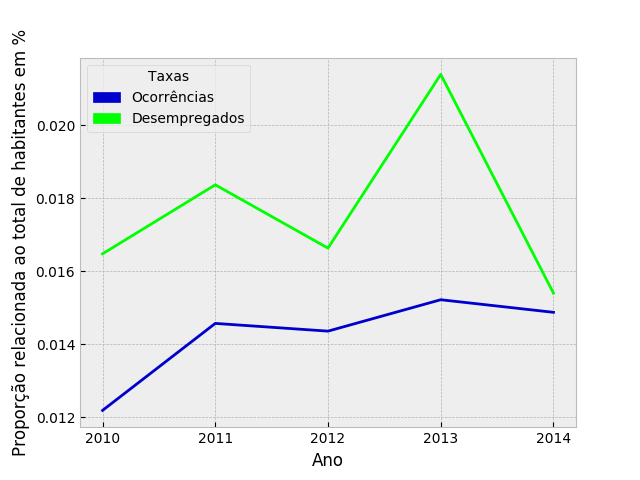 Proporção relacionada ao total de habitantes em %
Taxas
Ocorrências
Desempregados
0.020
0.018
0.016
0.014
0.012
2010 2011 2012 2013 2014
Ano